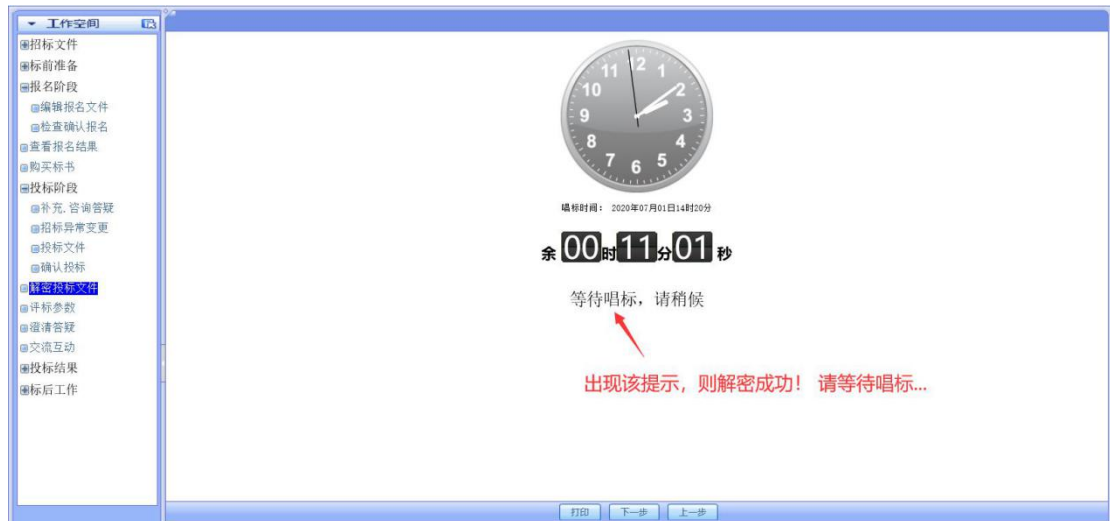 工作空间
招标文件
标前准备
报名阶段
编辑报名文件
检查确认报名
查看报名结果
购买标书
投标阶段
补充,咨询答疑
招标异常变更
投标文件
确认投标
解密投标文件
评标参数
澄清答疑
交流互动
投标结果
标后工作
12
1
2
3
4
5
6
7
8
9
10
11
唱标时间: 2020年07月01日14时20分
余 00 时 11 分 01 秒
等待唱标，请稍候
出现该提示，则解密成功！ 请等待唱标...
打印 下一步 上一步